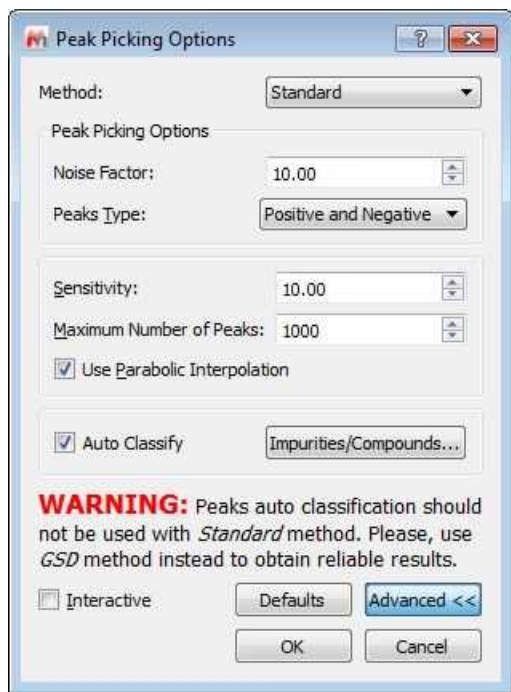 Peak Picking Options
Method: Standard
Peak Picking Options
Noise Factor: 10.00
Peaks Type: Positive and Negative
Sensitivity: 10.00
Maximum Number of Peaks: 1000
Use Parabolic Interpolation
Auto Classify Impurities/Compounds...
WARNING: Peaks auto classification should
not be used with Standard method. Please, use
GSD method instead to obtain reliable results.
Interactive Defaults Advanced <<
OK Cancel